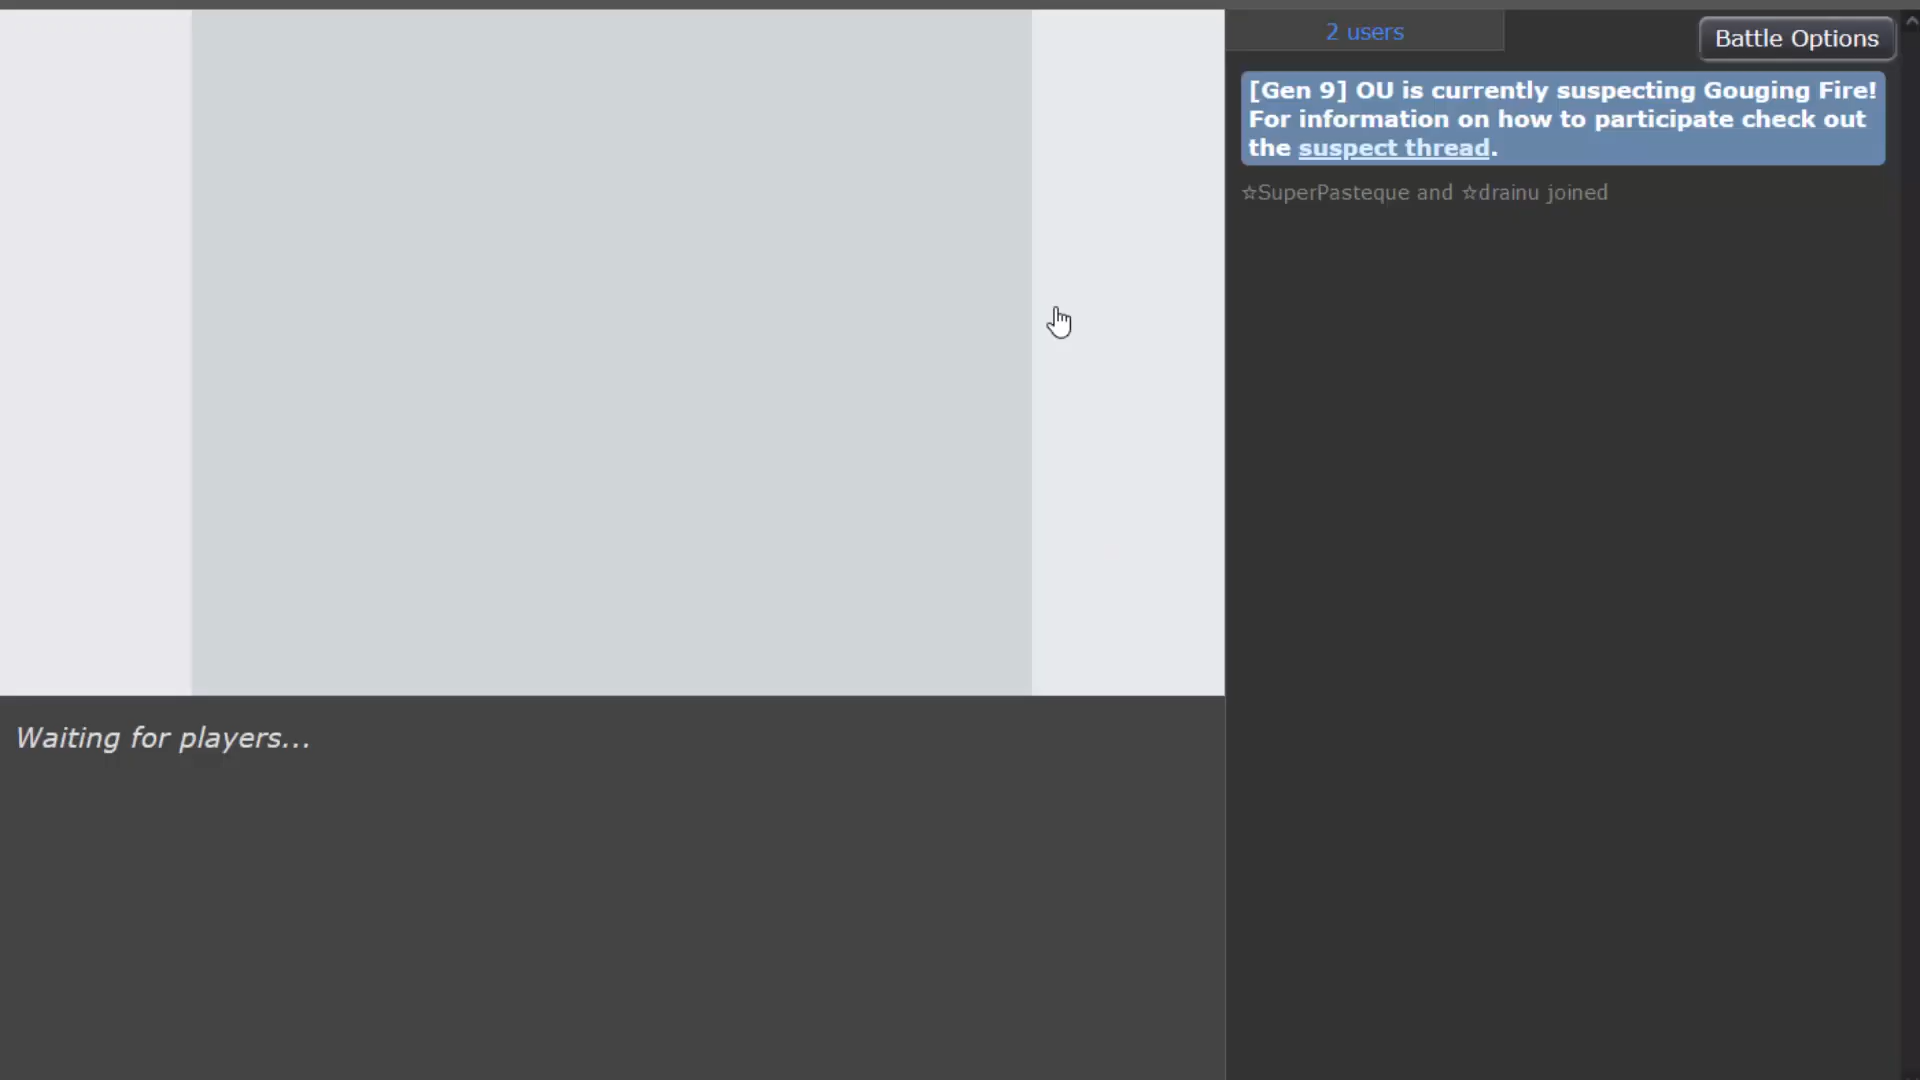 2 users
Battle Options
[Gen 9] OU is currently suspecting Gouging Fire!
For information on how to participate check out
the suspect thread.
☆SuperPasteque and ☆drainu joined
Waiting for players...